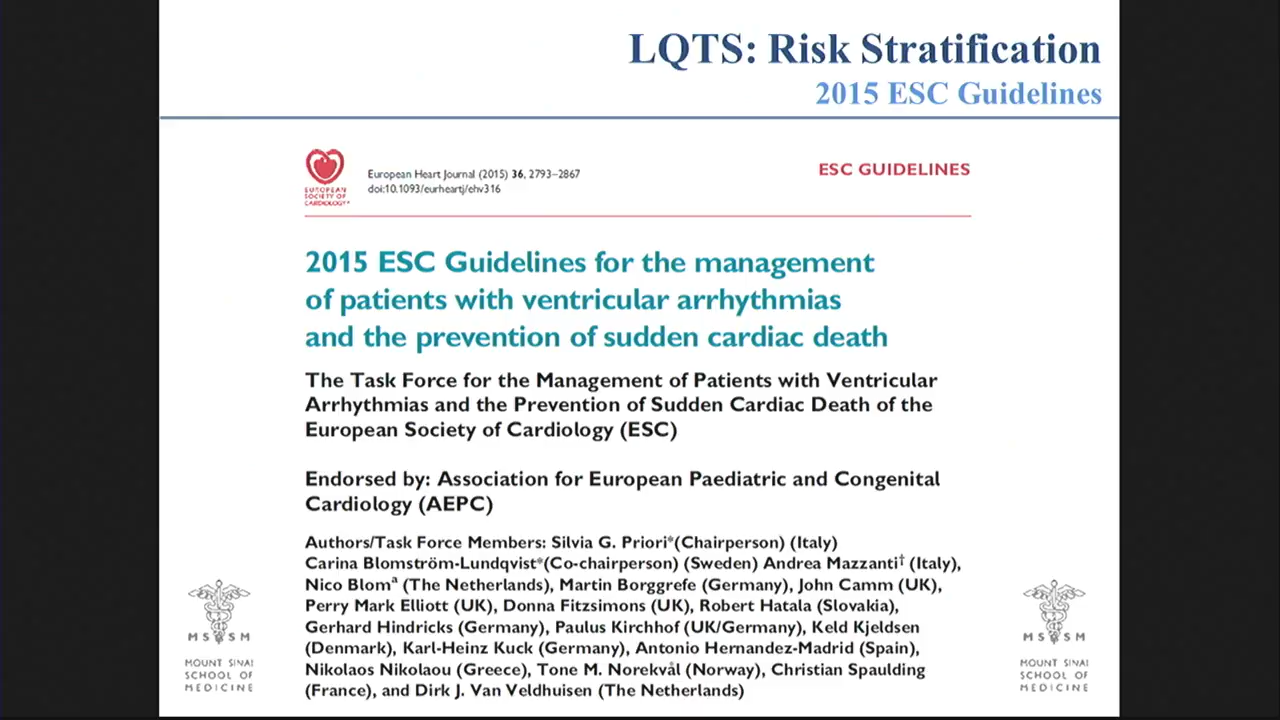 LQTS: Risk Stratification
2015 ESC Guidelines
EUROPEAN
SOCIETY OF
CARDIOLOGY®
European Heart Journal (2015) 36, 2793–2867
doi:10.1093/eurheartj/ehv316
ESC GUIDELINES
2015 ESC Guidelines for the management
of patients with ventricular arrhythmias
and the prevention of sudden cardiac death
The Task Force for the Management of Patients with Ventricular
Arrhythmias and the Prevention of Sudden Cardiac Death of the
European Society of Cardiology (ESC)
Endorsed by: Association for European Paediatric and Congenital
Cardiology (AEPC)
Authors/Task Force Members: Silvia G. Priori*(Chairperson) (Italy)
Carina Blomström-Lundqvist*(Co-chairperson) (Sweden) Andrea Mazzanti† (Italy),
Nico Blomᵃ (The Netherlands), Martin Borggrefe (Germany), John Camm (UK),
Perry Mark Elliott (UK), Donna Fitzsimons (UK), Robert Hatala (Slovakia),
Gerhard Hindricks (Germany), Paulus Kirchhof (UK/Germany), Keld Kjeldsen
(Denmark), Karl-Heinz Kuck (Germany), Antonio Hernandez-Madrid (Spain),
Nikolaos Nikolaou (Greece), Tone M. Norekvål (Norway), Christian Spaulding
(France), and Dirk J. Van Veldhuisen (The Netherlands)
MSSM
MOUNT SINAI
SCHOOL OF
MEDICINE
MSSM
MOUNT SINAI
SCHOOL OF
MEDICINE